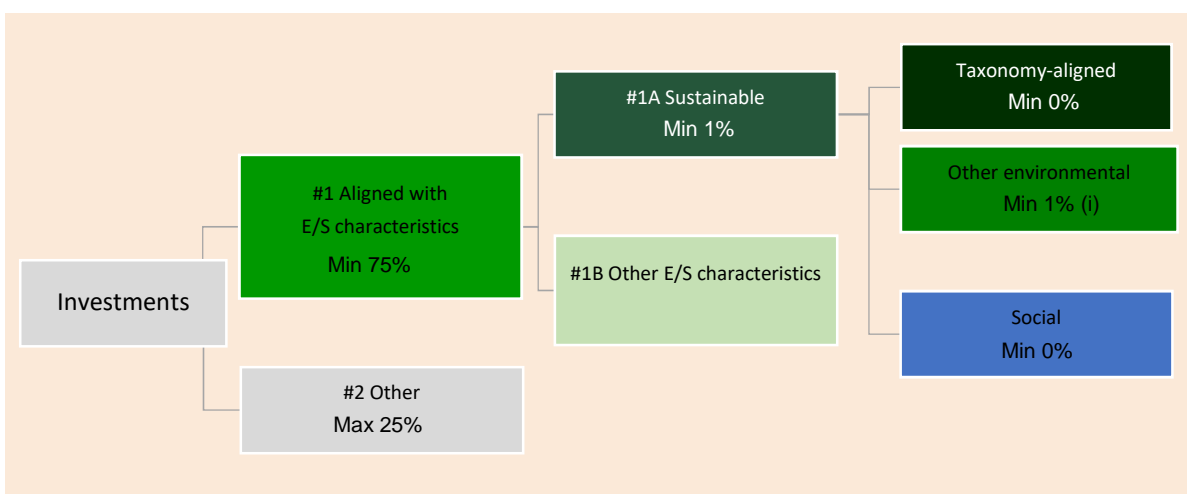 Investments
#1 Aligned with
E/S characteristics
Min 75%
#2 Other
Max 25%
#1A Sustainable
Min 1%
#1B Other E/S characteristics
Taxonomy-aligned
Min 0%
Other environmental
Min 1% (i)
Social
Min 0%